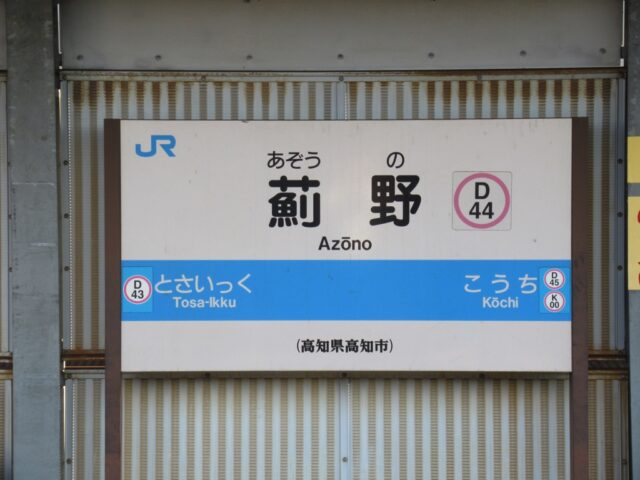 JR
あぞう の
薊野
D
44
Azōno
D
43
とさいっく
Tosa-Ikku
こうち
Kōchi
D
45
K
00
(高知県高知市)